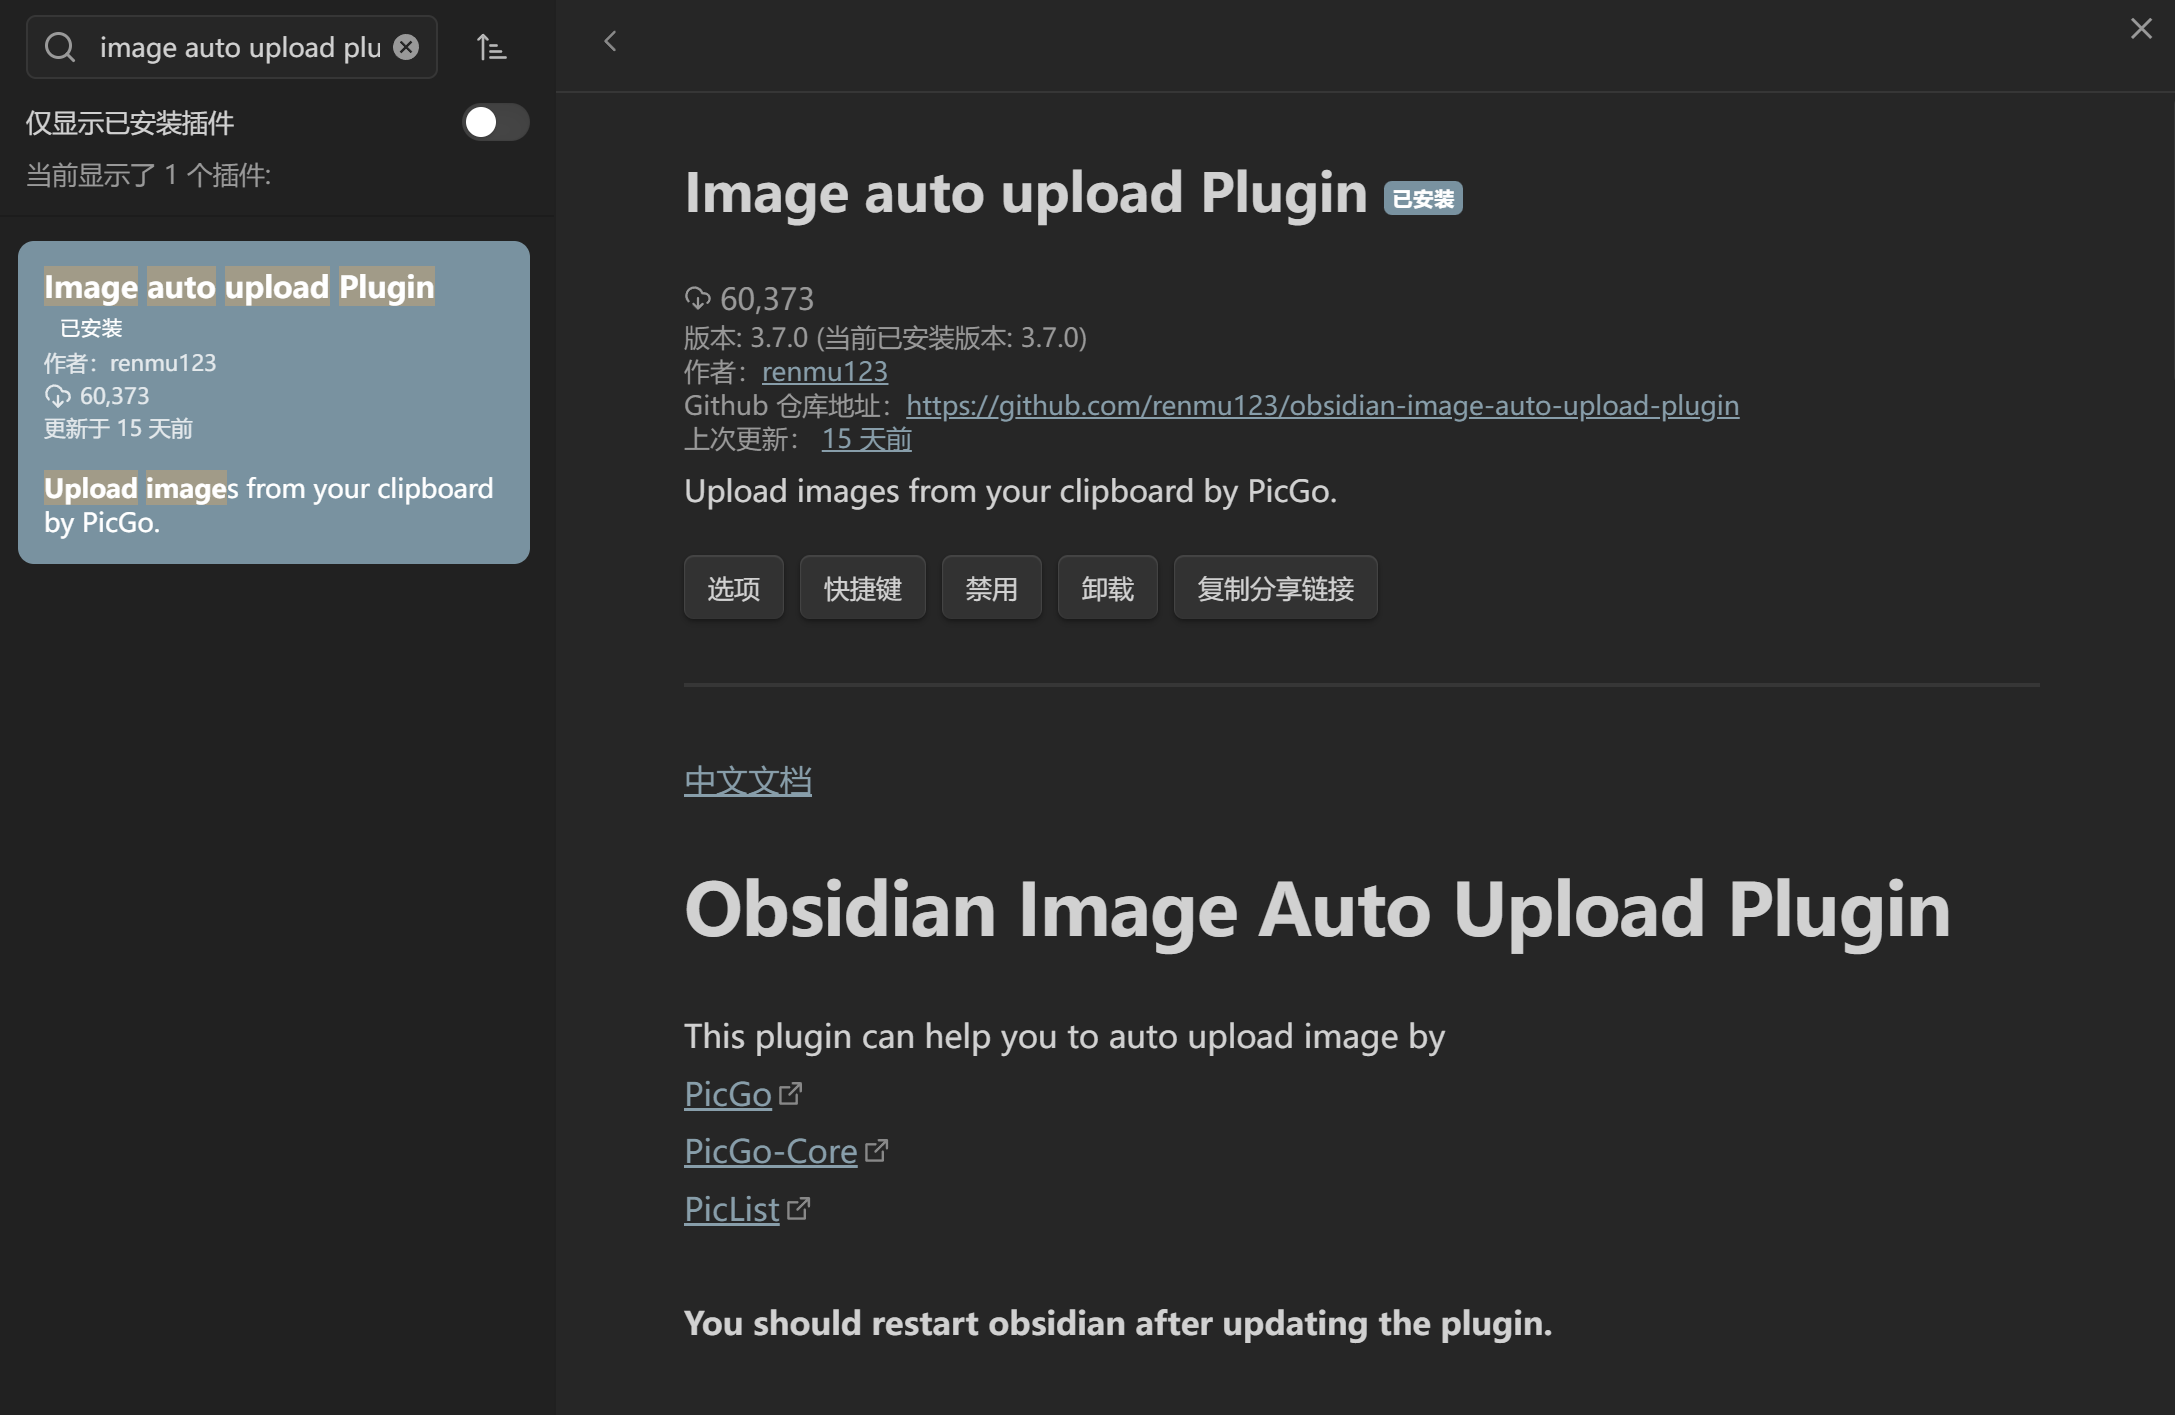 image auto upload plu
仅显示已安装插件
当前显示了 1 个插件:
Image auto upload Plugin
已安装
作者：renmu123
60,373
更新于 15 天前
Upload images from your clipboard
by PicGo.
Image auto upload Plugin 已安装
60,373
版本: 3.7.0 (当前已安装版本: 3.7.0)
作者：renmu123
Github 仓库地址：https://github.com/renmu123/obsidian-image-auto-upload-plugin
上次更新： 15 天前
Upload images from your clipboard by PicGo.
选项 快捷键 禁用 卸载 复制分享链接
中文文档
Obsidian Image Auto Upload Plugin
This plugin can help you to auto upload image by
PicGo
PicGo-Core
PicList
You should restart obsidian after updating the plugin.